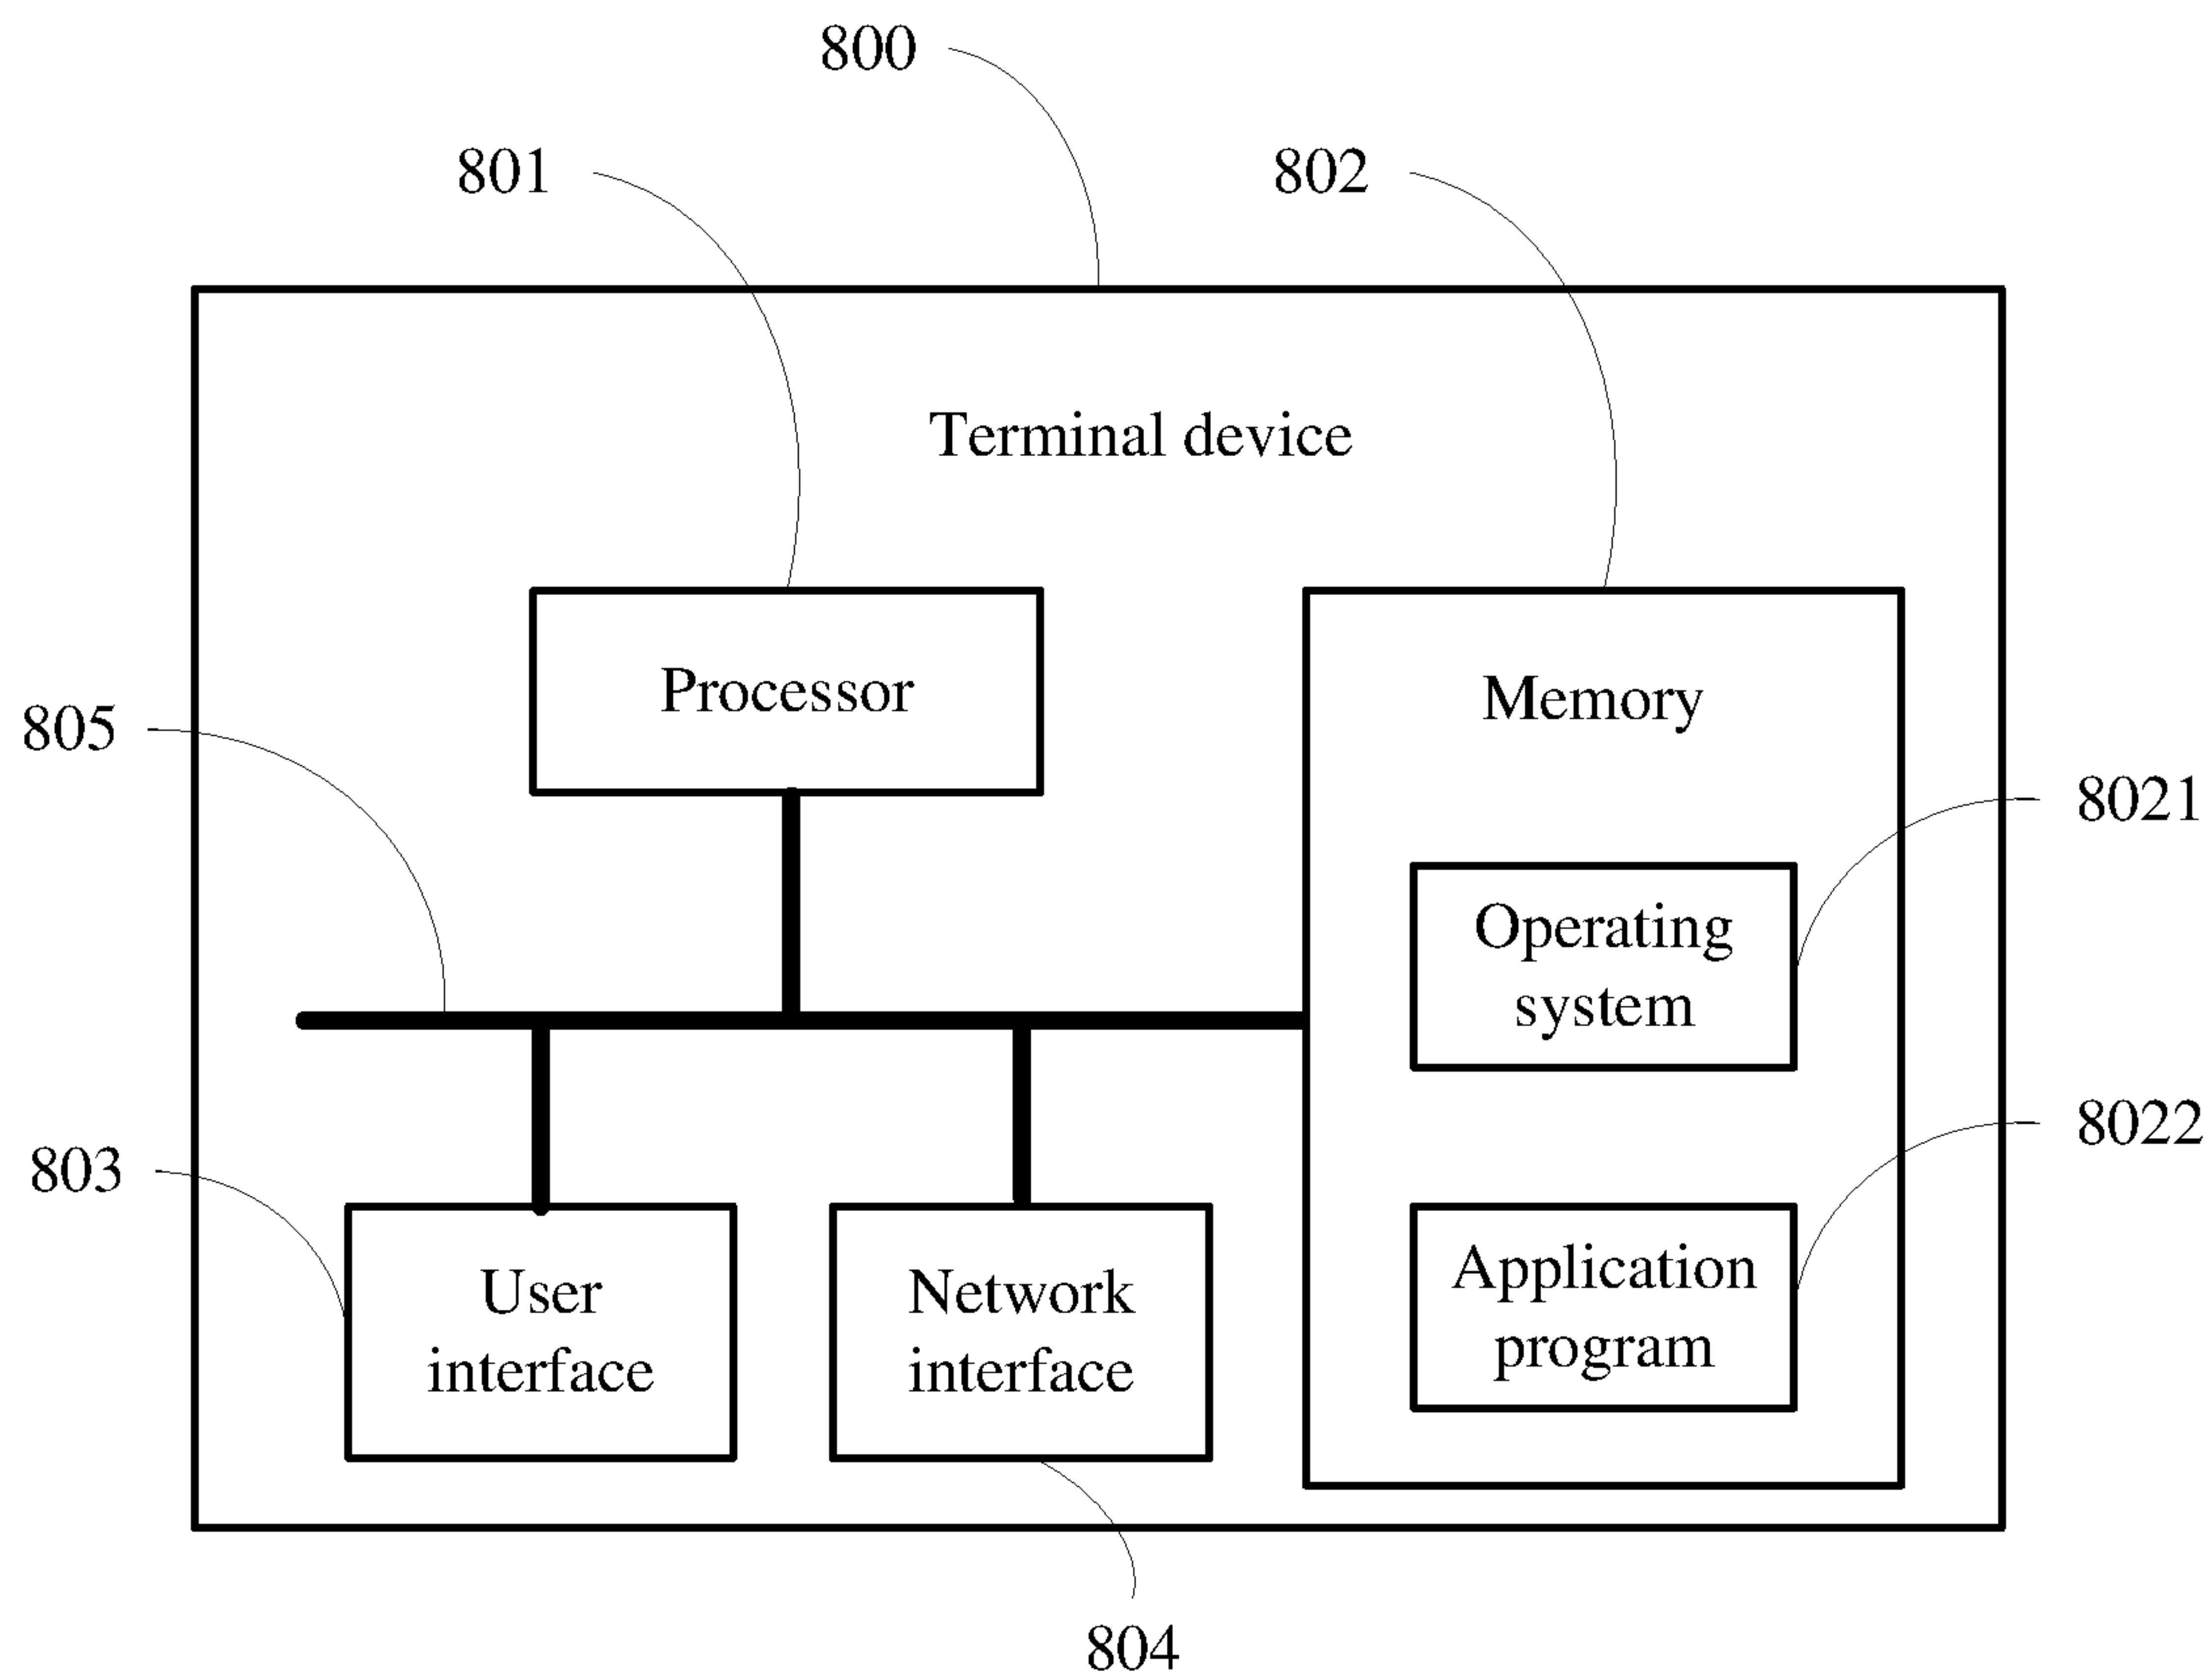 800
801
802
Terminal device
Processor
Memory
805
8021
Operating
system
8022
803
User
interface
Network
interface
Application
program
804